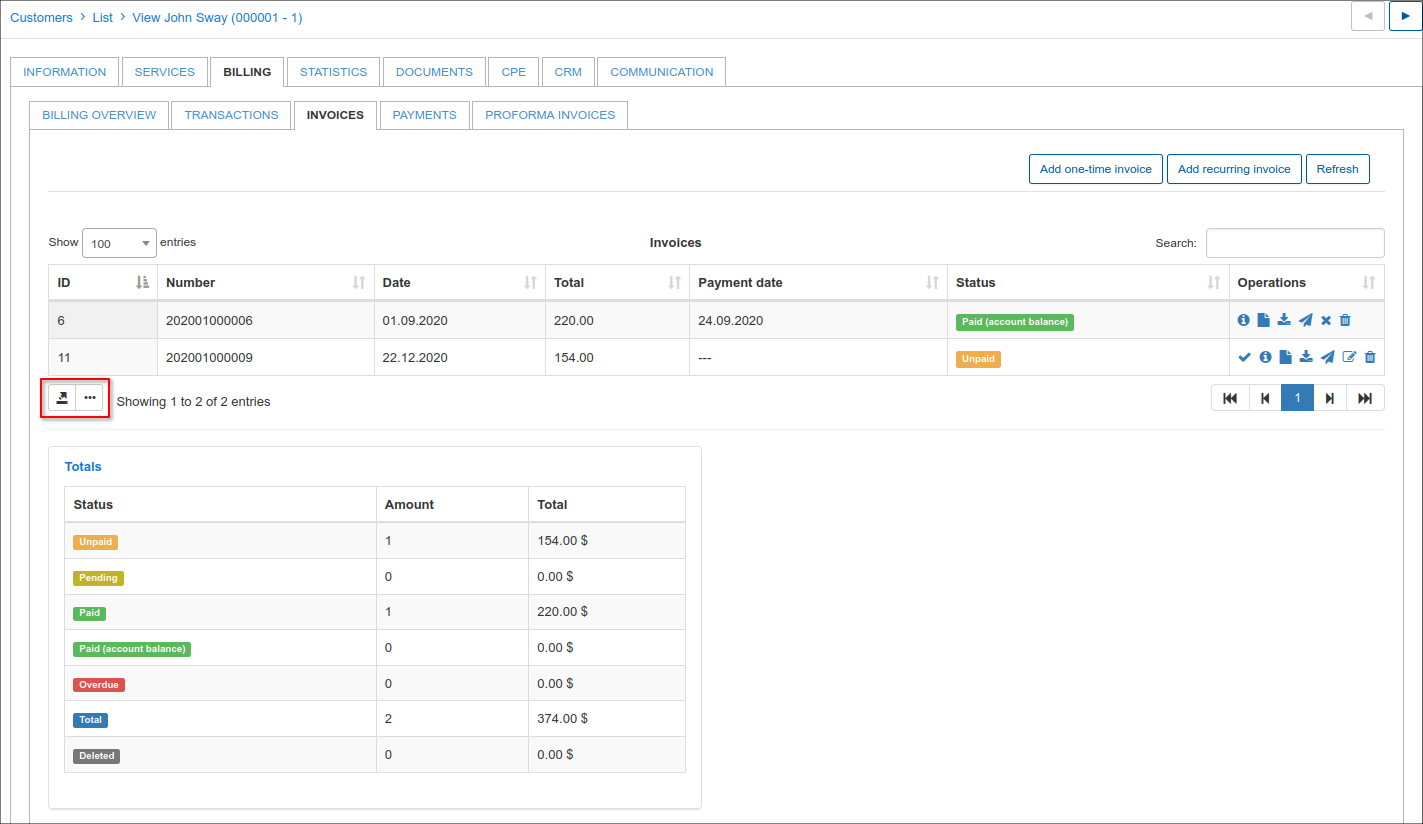 Customers > List > View John Sway (000001 - 1)
INFORMATION SERVICES BILLING STATISTICS DOCUMENTS CPE CRM COMMUNICATION
BILLING OVERVIEW TRANSACTIONS INVOICES PAYMENTS PROFORMA INVOICES
Add one-time invoice Add recurring invoice Refresh
Show 100 entries Invoices Search:
ID Number Date Total Payment date Status Operations
6 202001000006 01.09.2020 220.00 24.09.2020 Paid (account balance)
11 202001000009 22.12.2020 154.00 --- Unpaid
Showing 1 to 2 of 2 entries 1
Totals
Status Amount Total
Unpaid 1 154.00 $
Pending 0 0.00 $
Paid 1 220.00 $
Paid (account balance) 0 0.00 $
Overdue 0 0.00 $
Total 2 374.00 $
Deleted 0 0.00 $